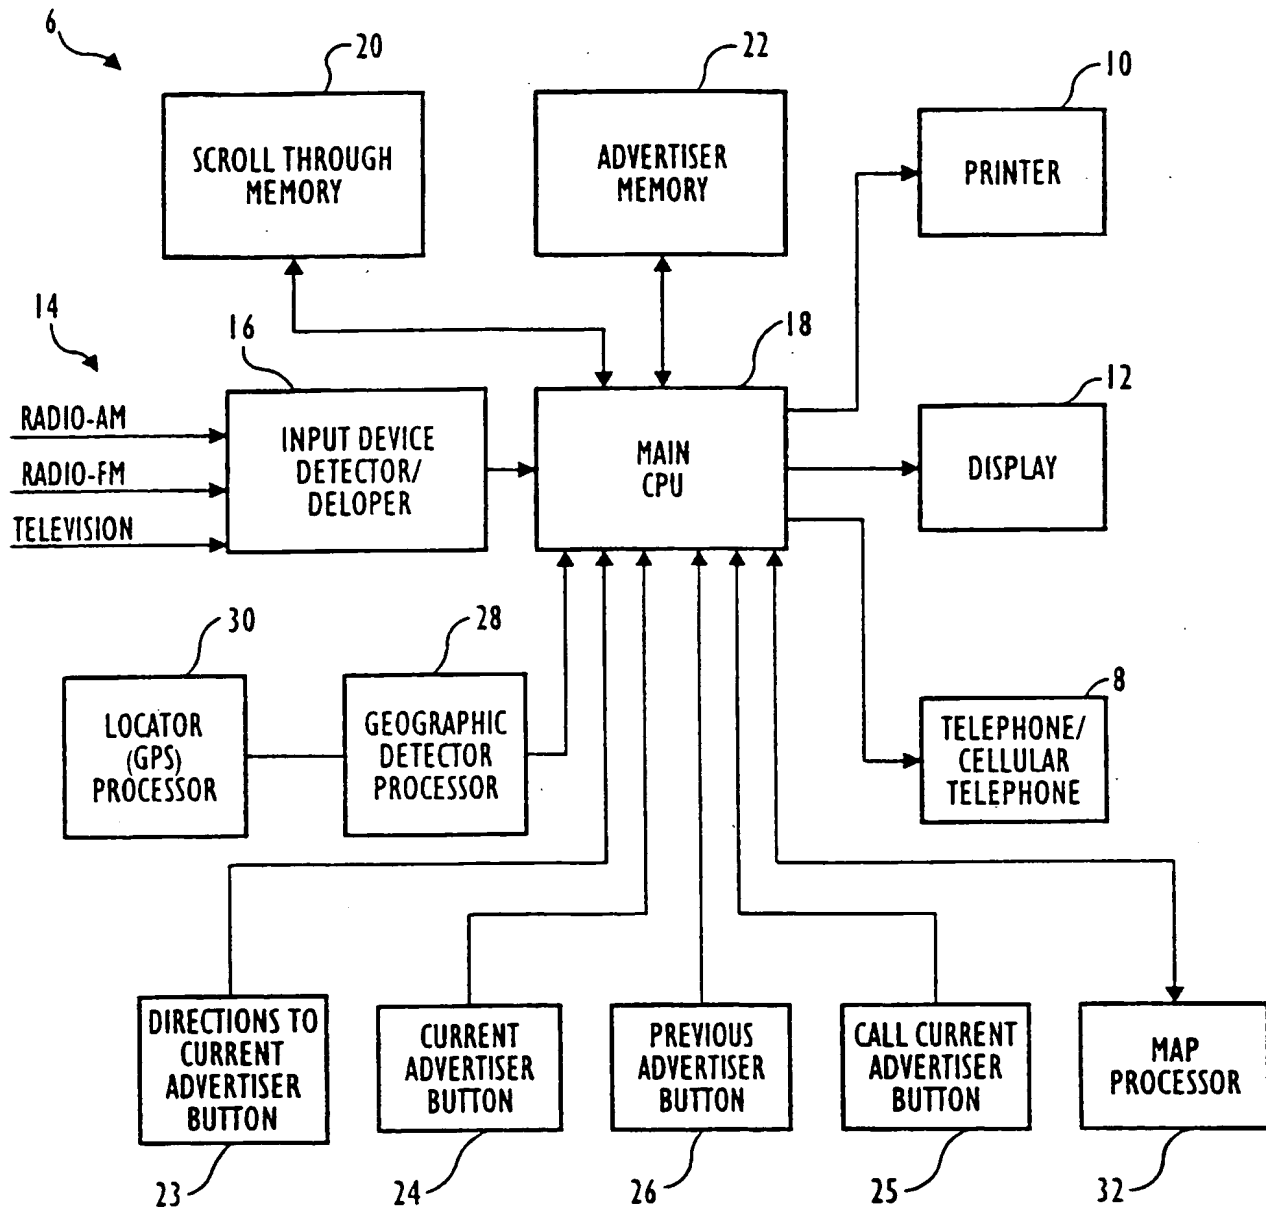 6
20
22
10
SCROLL THROUGH
MEMORY
ADVERTISER
MEMORY
PRINTER
14
16
18
12
RADIO-AM
RADIO-FM
TELEVISION
INPUT DEVICE
DETECTOR/
DELOPER
MAIN
CPU
DISPLAY
30
28
8
LOCATOR
(GPS)
PROCESSOR
GEOGRAPHIC
DETECTOR
PROCESSOR
TELEPHONE/
CELLULAR
TELEPHONE
DIRECTIONS TO
CURRENT
ADVERTISER
BUTTON
CURRENT
ADVERTISER
BUTTON
PREVIOUS
ADVERTISER
BUTTON
CALL CURRENT
ADVERTISER
BUTTON
MAP
PROCESSOR
23
24
26
25
32